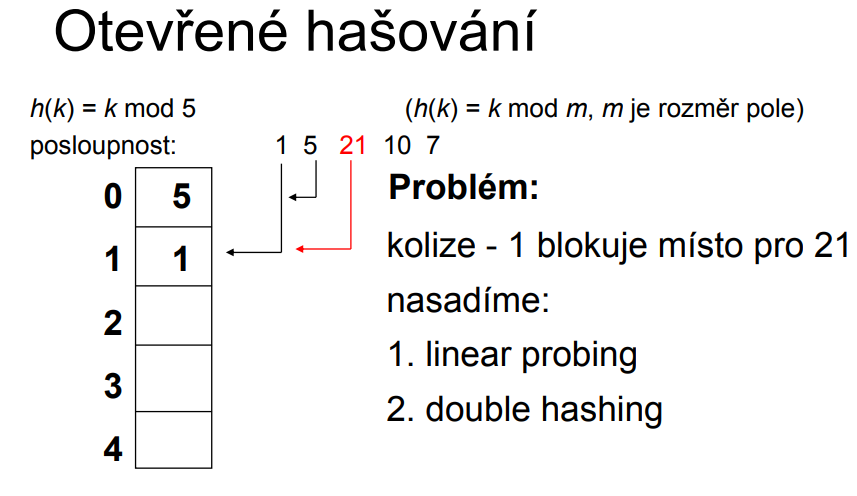 Otevřené hašování
h(k) = k mod 5 (h(k) = k mod m, m je rozměr pole)
posloupnost: 1 5 21 10 7
Problém:
0 5
kolize - 1 blokuje místo pro 21
1 1
nasadíme:
2
1. linear probing
3
2. double hashing
4